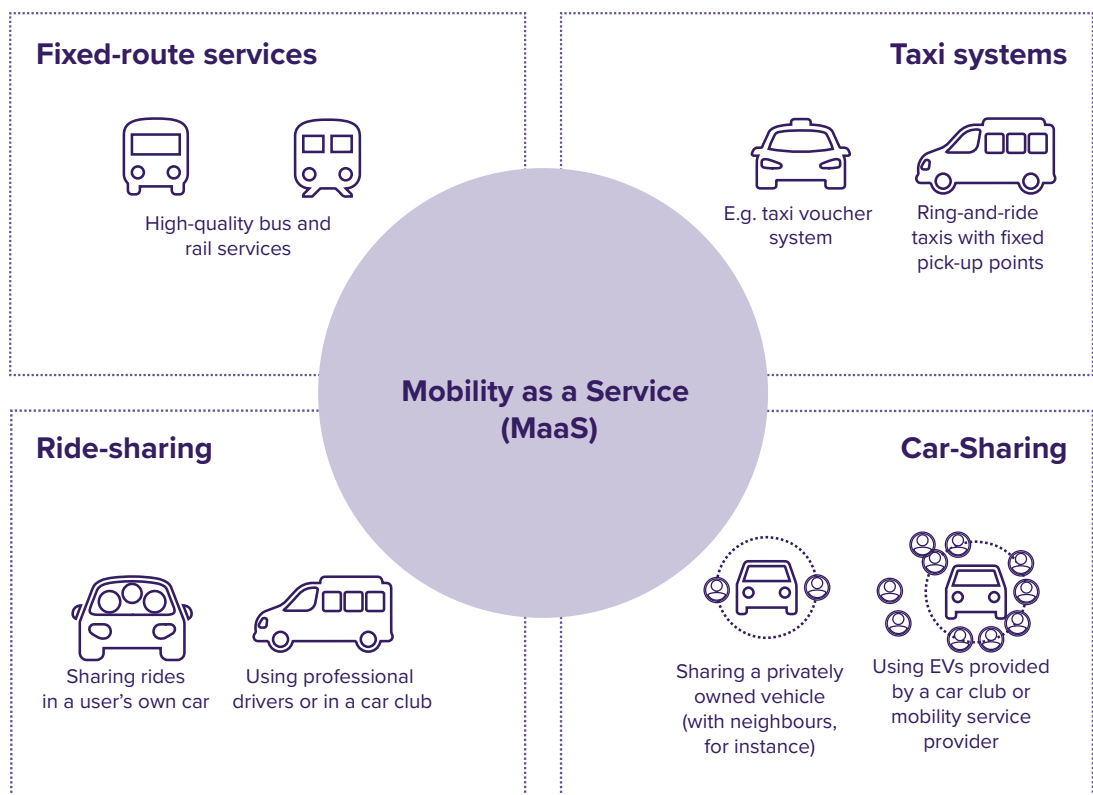 Fixed-route services
High-quality bus and
rail services
Taxi systems
E.g. taxi voucher
system
Ring-and-ride
taxis with fixed
pick-up points
Mobility as a Service
(MaaS)
Ride-sharing
Sharing rides
in a user’s own car
Using professional
drivers or in a car club
Car-Sharing
Sharing a privately
owned vehicle
(with neighbours,
for instance)
Using EVs provided
by a car club or
mobility service
provider